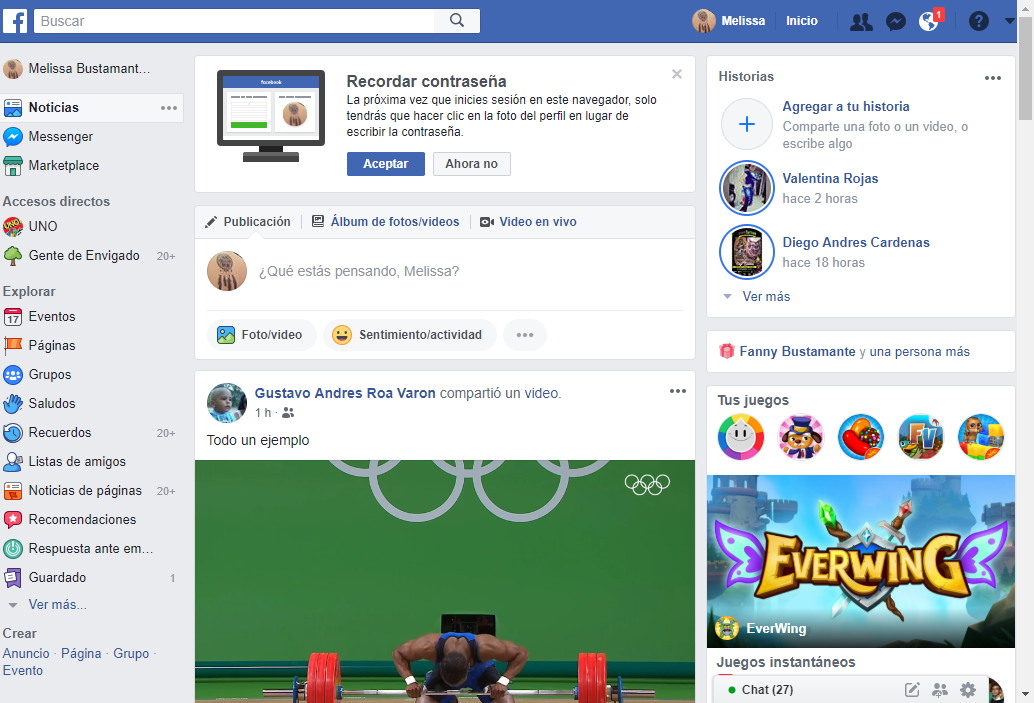 Buscar
Melissa
Inicio
1
Melissa Bustamant...
Noticias
Messenger
Marketplace
Accesos directos
UNO
Gente de Envigado 20+
Explorar
17 Eventos
Páginas
Grupos
Saludos
Recuerdos 20+
Listas de amigos
Noticias de páginas 20+
Recomendaciones
Respuesta ante em...
Guardado 1
Ver más...
Crear
Anuncio · Página · Grupo ·
Evento
facebook
Recordar contraseña
La próxima vez que inicies sesión en este navegador, solo
tendrás que hacer clic en la foto del perfil en lugar de
escribir la contraseña.
Aceptar
Ahora no
Publicación
Álbum de fotos/videos
Video en vivo
¿Qué estás pensando, Melissa?
Foto/video
Sentimiento/actividad
Gustavo Andres Roa Varon compartió un video.
1 h ·
Todo un ejemplo
Historias
Agregar a tu historia
Comparte una foto o un video, o
escribe algo
Valentina Rojas
hace 2 horas
Diego Andres Cardenas
hace 18 horas
Ver más
Fanny Bustamante y una persona más
Tus juegos
FV
EVERWING
EverWing
Juegos instantáneos
Chat (27)